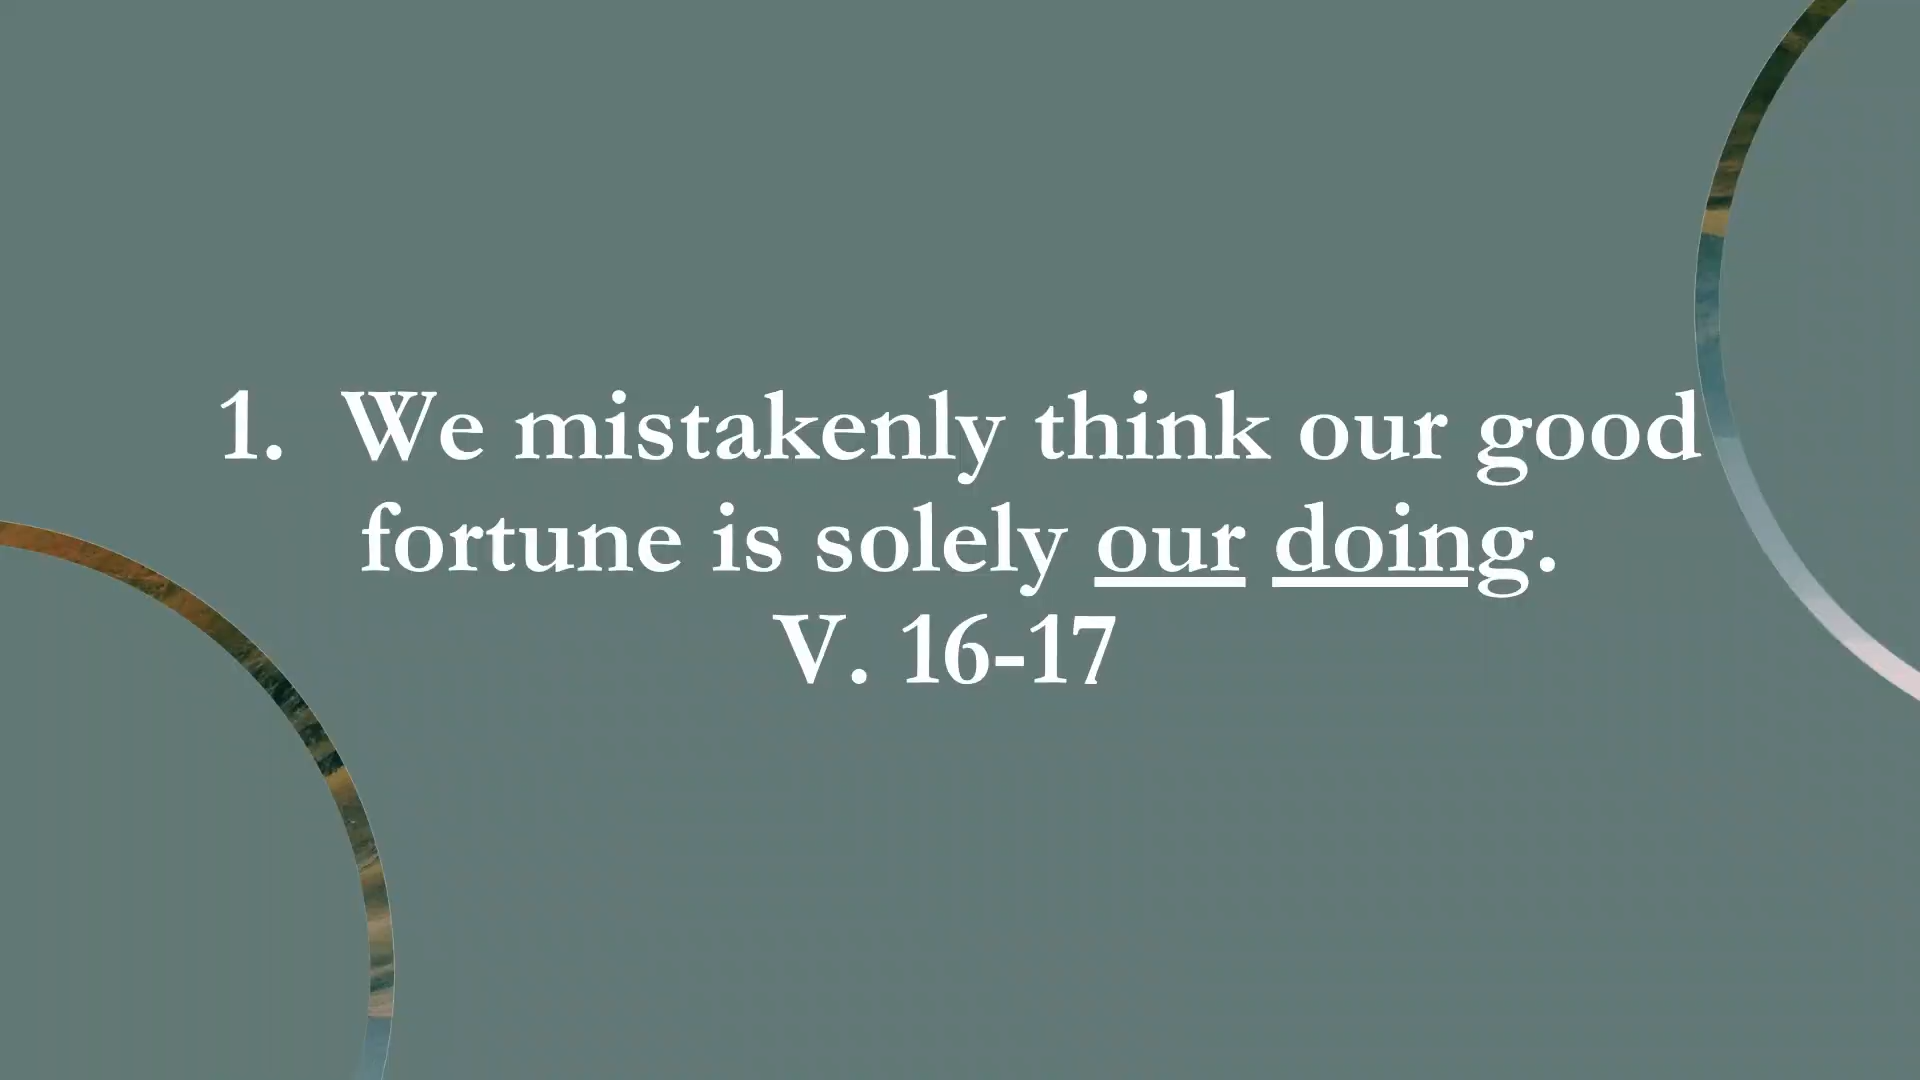 1. We mistakenly think our good
fortune is solely our doing.
V. 16-17